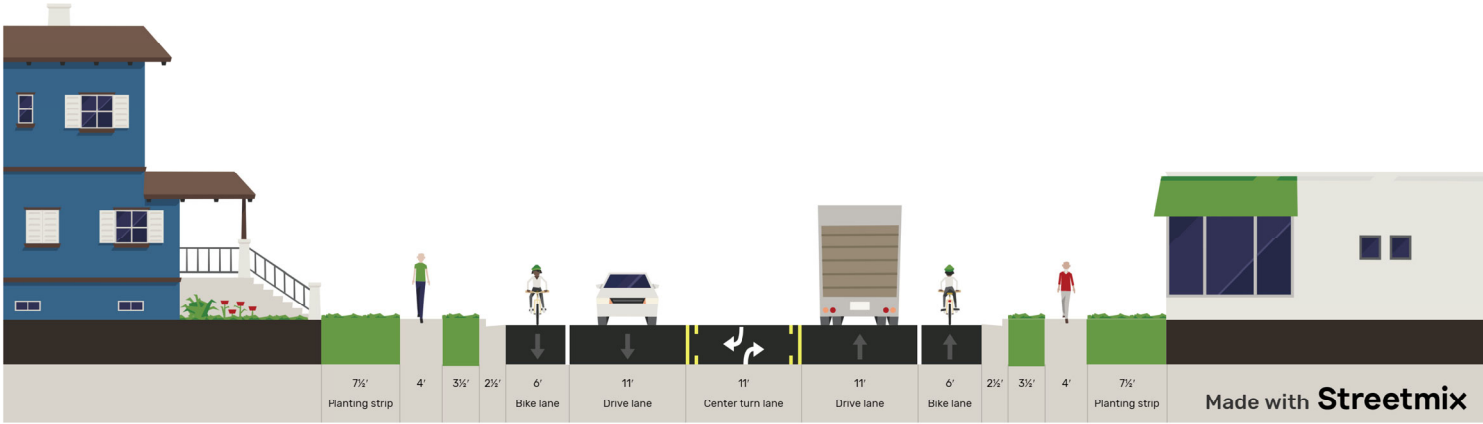 7½' 4' 3½' 2½' 6' 11' 11' 11' 6' 2½' 3½' 4' 7½'
Planting strip Bike lane Drive lane Center turn lane Drive lane Bike lane Planting strip
Made with Streetmix